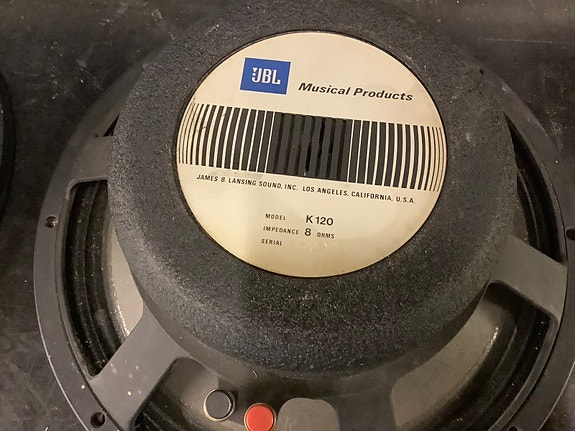 JBL
Musical Products
JAMES B. LANSING SOUND, INC. LOS ANGELES, CALIFORNIA, U.S.A.
MODEL K120
IMPEDANCE 8 OHMS
SERIAL